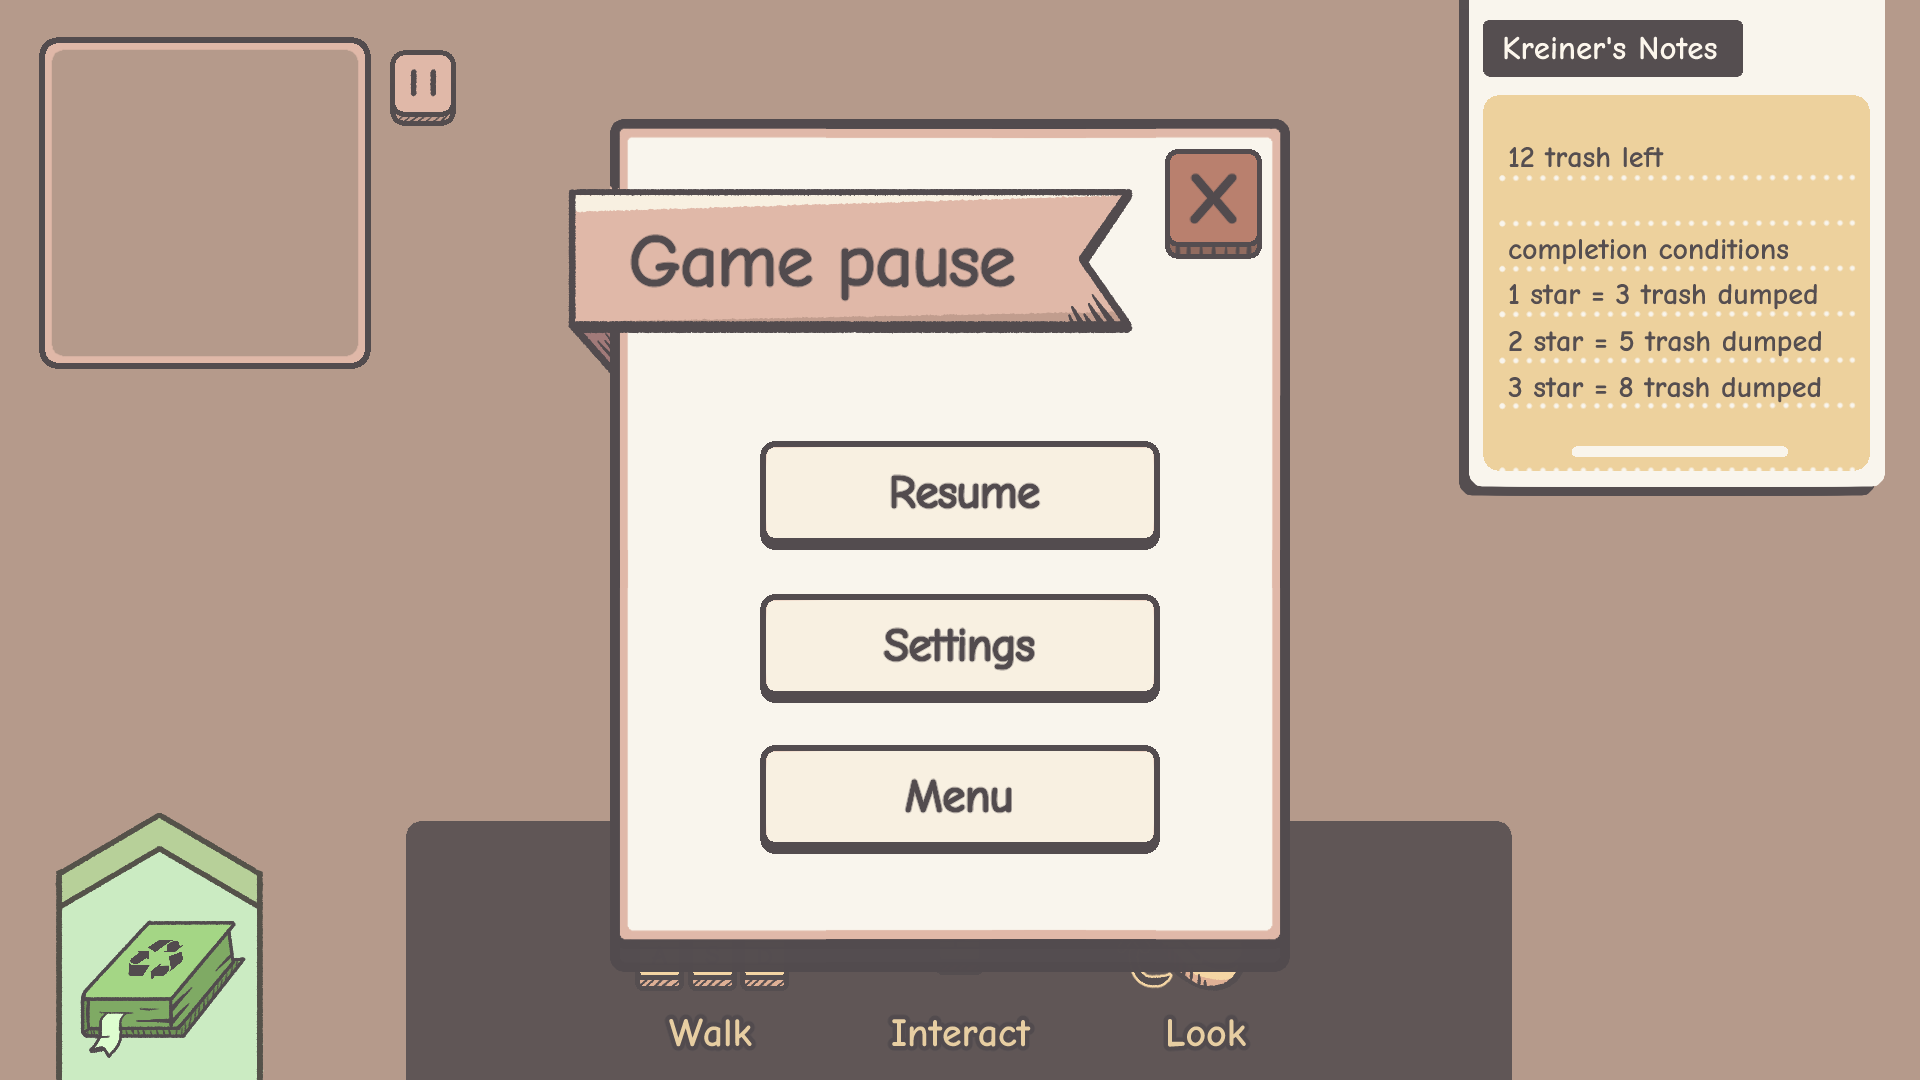 Kreiner's Notes
12 trash left
completion conditions
1 star = 3 trash dumped
2 star = 5 trash dumped
3 star = 8 trash dumped
Game pause
Resume
Settings
Menu
Walk
Interact
Look